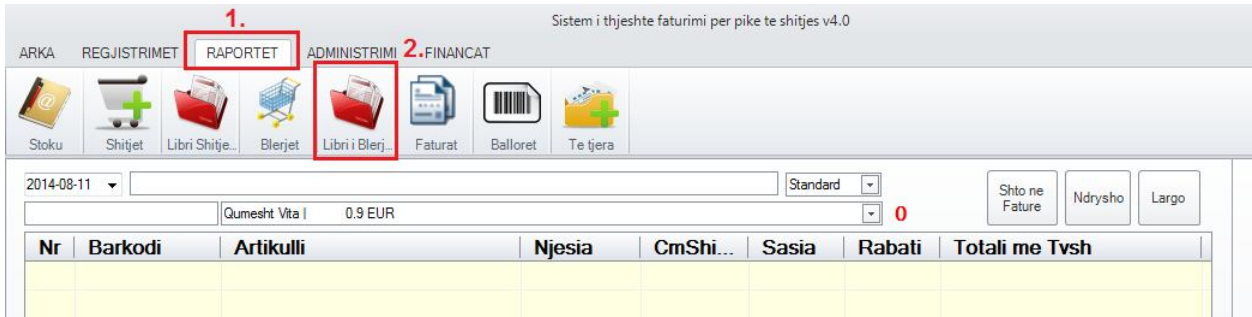 Sistem i thjeshte faturimi per pike te shitjes v4.0
1.
ARKA REGJISTRIMET RAPORTET ADMINISTRIMI 2. FINANCAT
Stoku Shitjet Libri Shitje... Blerjet Libri i Blerj... Faturat Balloret Te tjera
2014-08-11 Standard
Shto ne Fature Ndrysho Largo
Qumesht Vita l 0.9 EUR 0
Nr Barkodi Artikulli Njesia CmShi... Sasia Rabati Totali me Tvsh